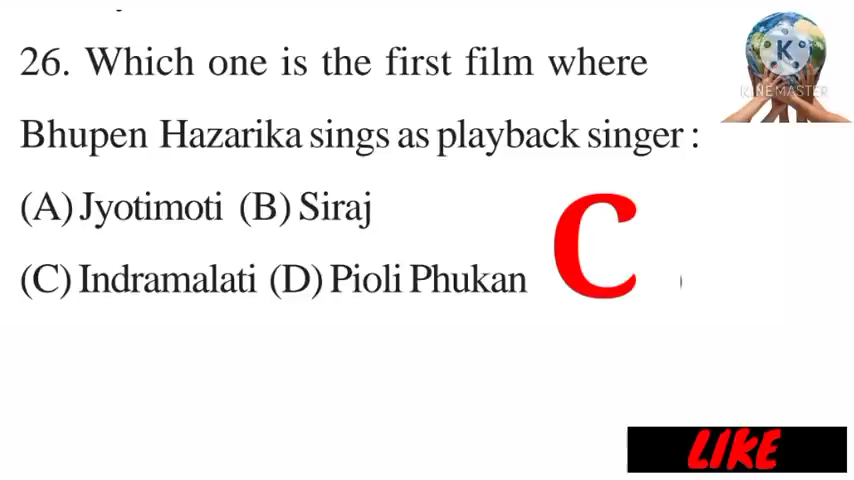 26. Which one is the first film where
Bhupen Hazarika sings as playback singer :
(A) Jyotimoti (B) Siraj
(C) Indramalati (D) Pioli Phukan
C
K
KINEMASTER
LIKE